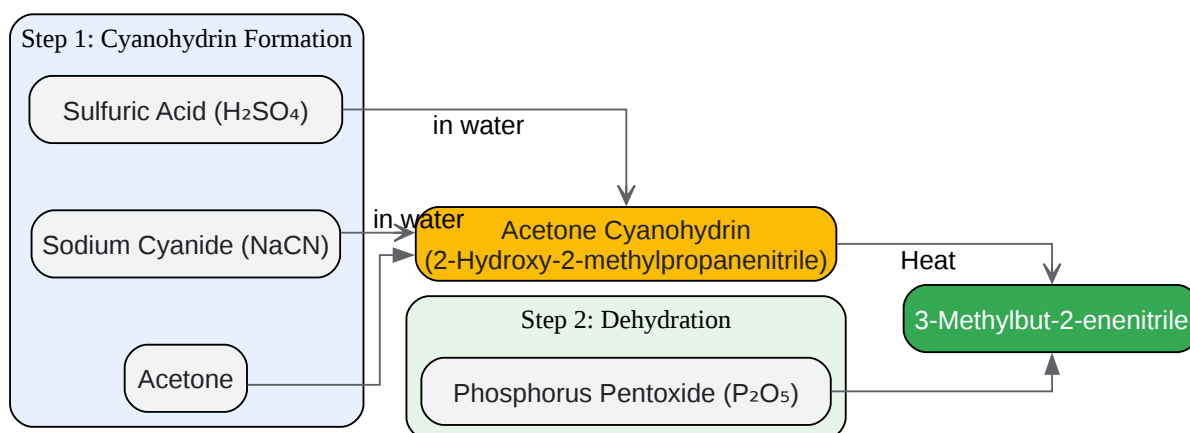 Step 1: Cyanohydrin Formation
Sulfuric Acid (H₂SO₄)
in water
Sodium Cyanide (NaCN)
in water
Acetone Cyanohydrin
(2-Hydroxy-2-methylpropanenitrile)
Heat
3-Methylbut-2-enenitrile
Step 2: Dehydration
Acetone
Phosphorus Pentoxide (P₂O₅)